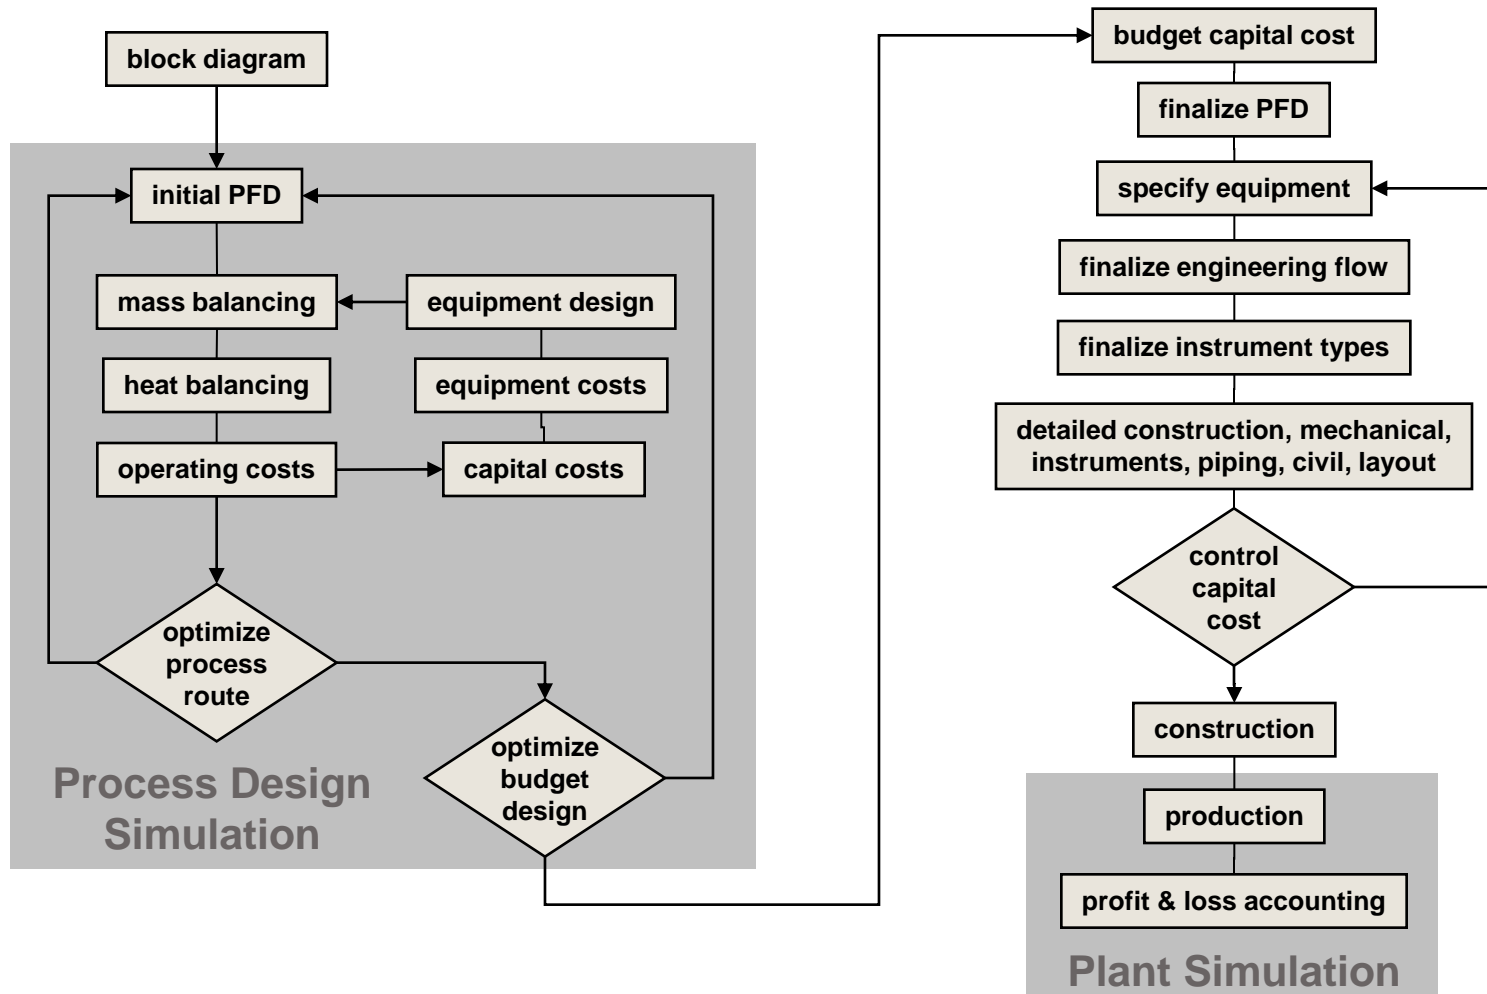 block diagram
initial PFD
mass balancing
equipment design
heat balancing
equipment costs
operating costs
capital costs
optimize
process
route
optimize
budget
design
Process Design
Simulation
budget capital cost
finalize PFD
specify equipment
finalize engineering flow
finalize instrument types
detailed construction, mechanical,
instruments, piping, civil, layout
control
capital
cost
construction
production
profit & loss accounting
Plant Simulation